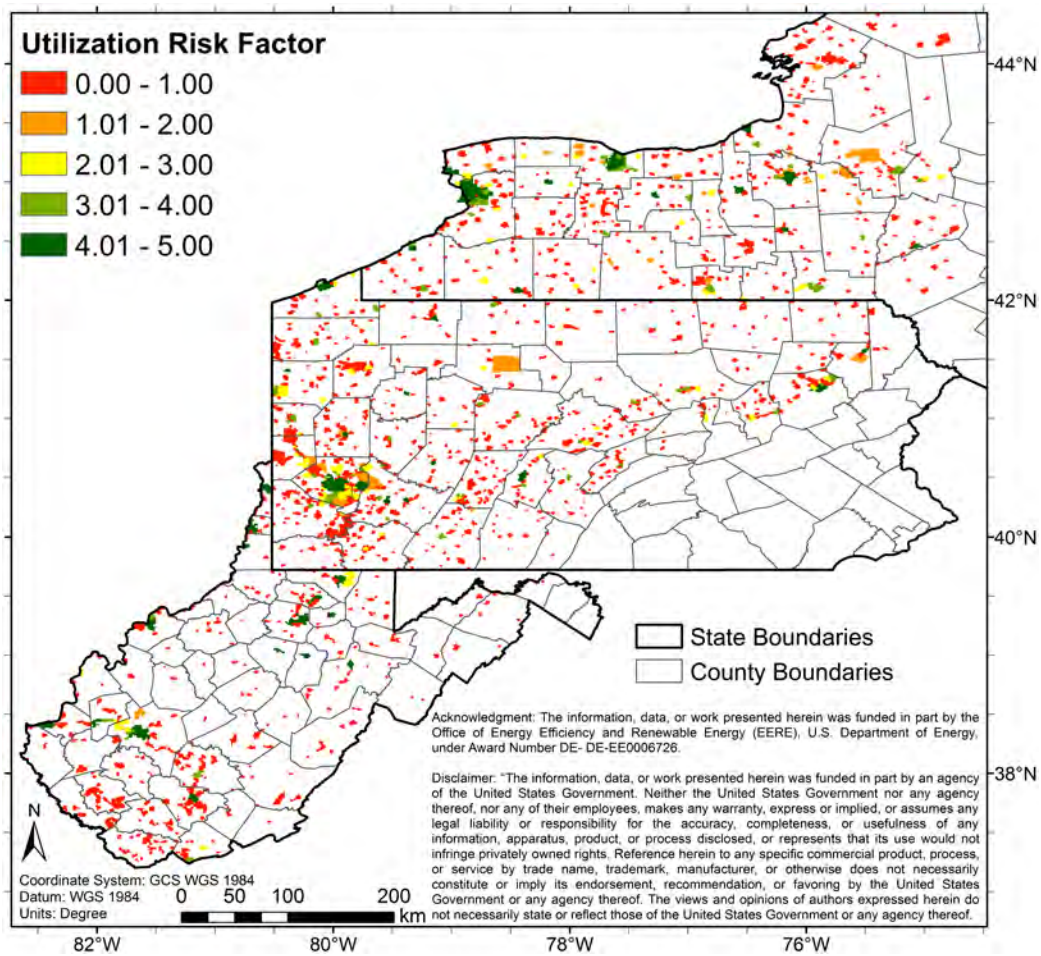 Utilization Risk Factor
0.00 - 1.00
1.01 - 2.00
2.01 - 3.00
3.01 - 4.00
4.01 - 5.00
44°N
42°N
40°N
38°N
State Boundaries
County Boundaries
Acknowledgment: The information, data, or work presented herein was funded in part by the
Office of Energy Efficiency and Renewable Energy (EERE), U.S. Department of Energy,
under Award Number DE- DE-EE0006726.
Disclaimer: “The information, data, or work presented herein was funded in part by an agency
of the United States Government. Neither the United States Government nor any agency
thereof, nor any of their employees, makes any warranty, express or implied, or assumes any
legal liability or responsibility for the accuracy, completeness, or usefulness of any
information, apparatus, product, or process disclosed, or represents that its use would not
infringe privately owned rights. Reference herein to any specific commercial product, process,
or service by trade name, trademark, manufacturer, or otherwise does not necessarily
constitute or imply its endorsement, recommendation, or favoring by the United States
Government or any agency thereof. The views and opinions of authors expressed herein do
not necessarily state or reflect those of the United States Government or any agency thereof.
N
Coordinate System: GCS WGS 1984
Datum: WGS 1984
Units: Degree
0 50 100 200
km
82°W 80°W 78°W 76°W